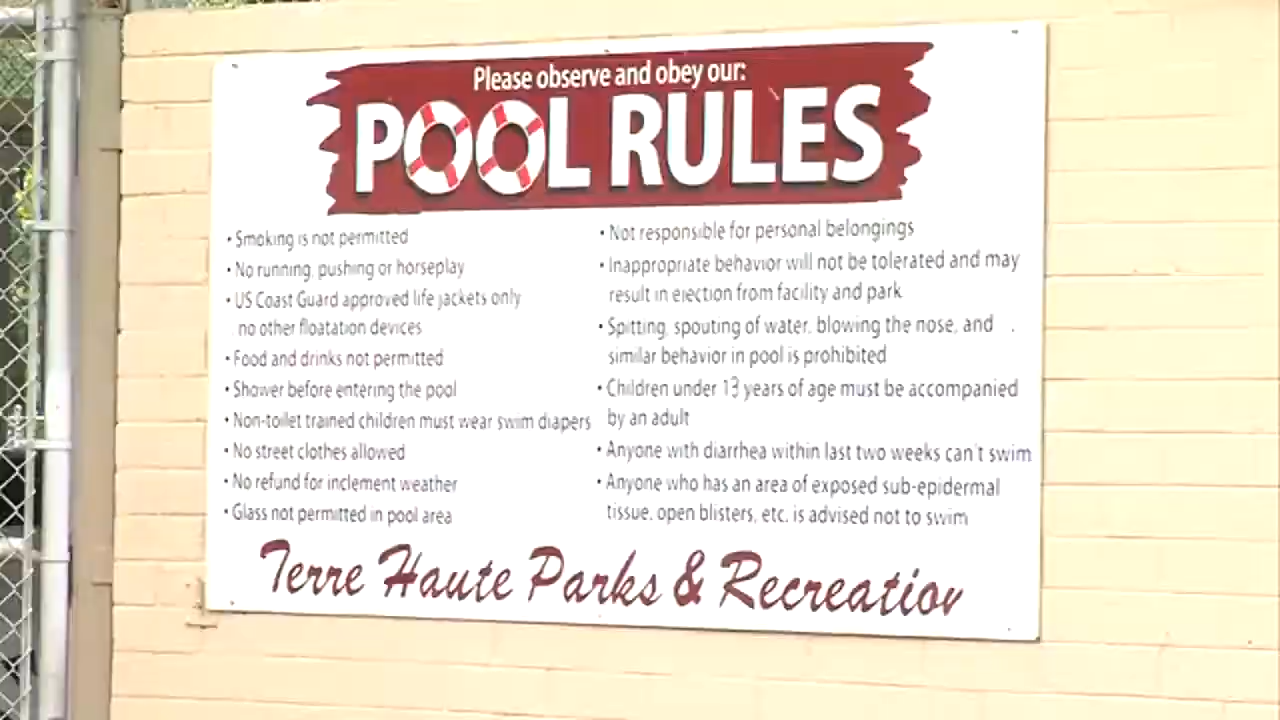 Please observe and obey our:
POOL RULES
• Smoking is not permitted
• No running, pushing or horseplay
• US Coast Guard approved life jackets only
no other floatation devices
• Food and drinks not permitted
• Shower before entering the pool
• Non-toilet trained children must wear swim diapers
• No street clothes allowed
• No refund for inclement weather
• Glass not permitted in pool area
• Not responsible for personal belongings
• Inappropriate behavior will not be tolerated and may
result in ejection from facility and park
• Spitting, spouting of water, blowing the nose, and
similar behavior in pool is prohibited
• Children under 13 years of age must be accompanied
by an adult
• Anyone with diarrhea within last two weeks can't swim
• Anyone who has an area of exposed sub-epidermal
tissue, open blisters, etc. is advised not to swim
Terre Haute Parks & Recreation